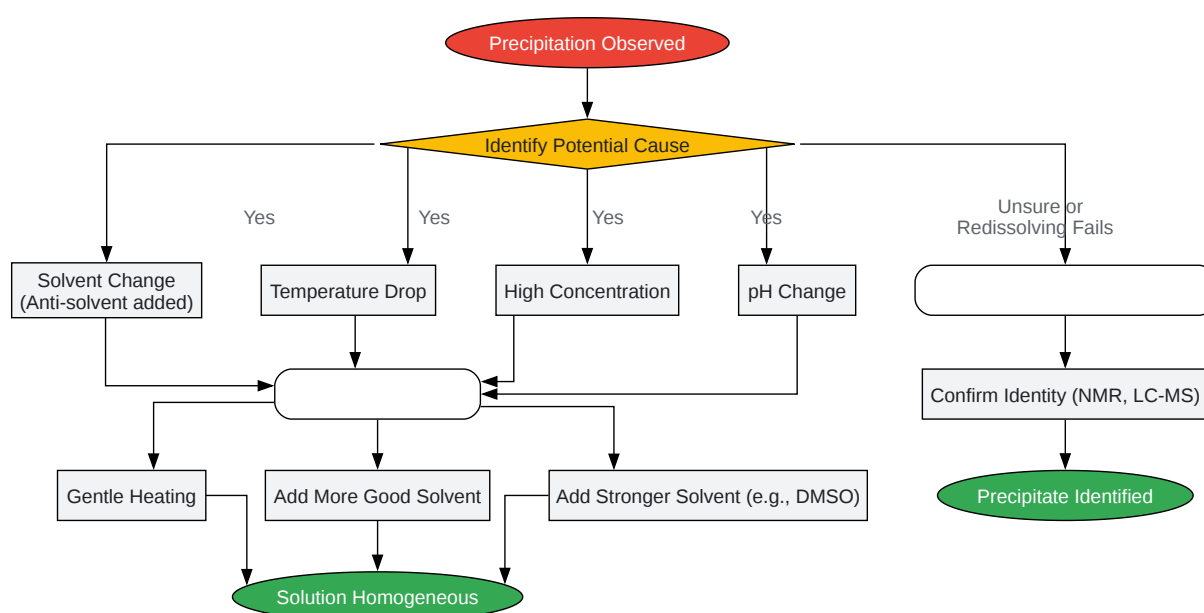 Precipitation Observed
Identify Potential Cause
Yes
Yes
Yes
Yes
Unsure or
Redissolving Fails
Solvent Change
(Anti-solvent added)
Temperature Drop
High Concentration
pH Change
Confirm Identity (NMR, LC-MS)
Gentle Heating
Add More Good Solvent
Add Stronger Solvent (e.g., DMSO)
Precipitate Identified
Solution Homogeneous